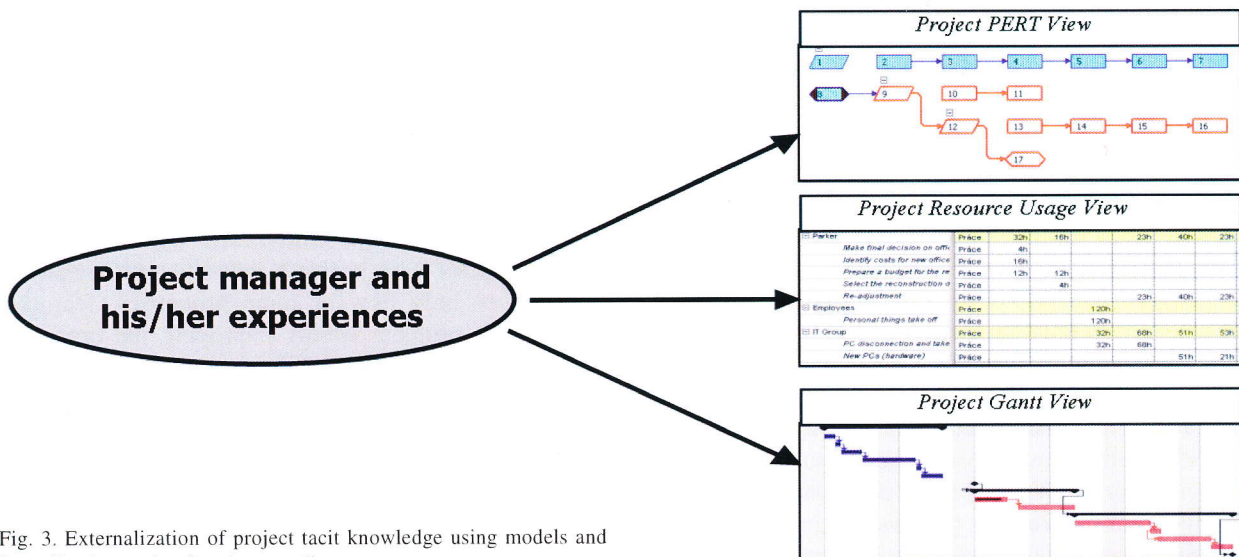 Project PERT View
1 2 3 4 5 6 7
8 9 10 11
12 13 14 15 16
17
Project manager and
his/her experiences
Project Resource Usage View
Parker Práce 32h 16h 23h 40h 23h
Make final decision on offi Práce 4h
Identify costs for new office Práce 16h
Prepare a budget for the re Práce 12h 12h
Select the reconstruction o Práce 4h
Re-adjustment Práce 23h 40h 23h
Employees 120h
Personal things take off Práce 120h
IT Group Práce 32h 68h 51h 53h
PC disconnection and take Práce 32h 68h
New PCs (hardware) Práce 51h 21h
Project Gantt View
Fig. 3. Externalization of project tacit knowledge using models and